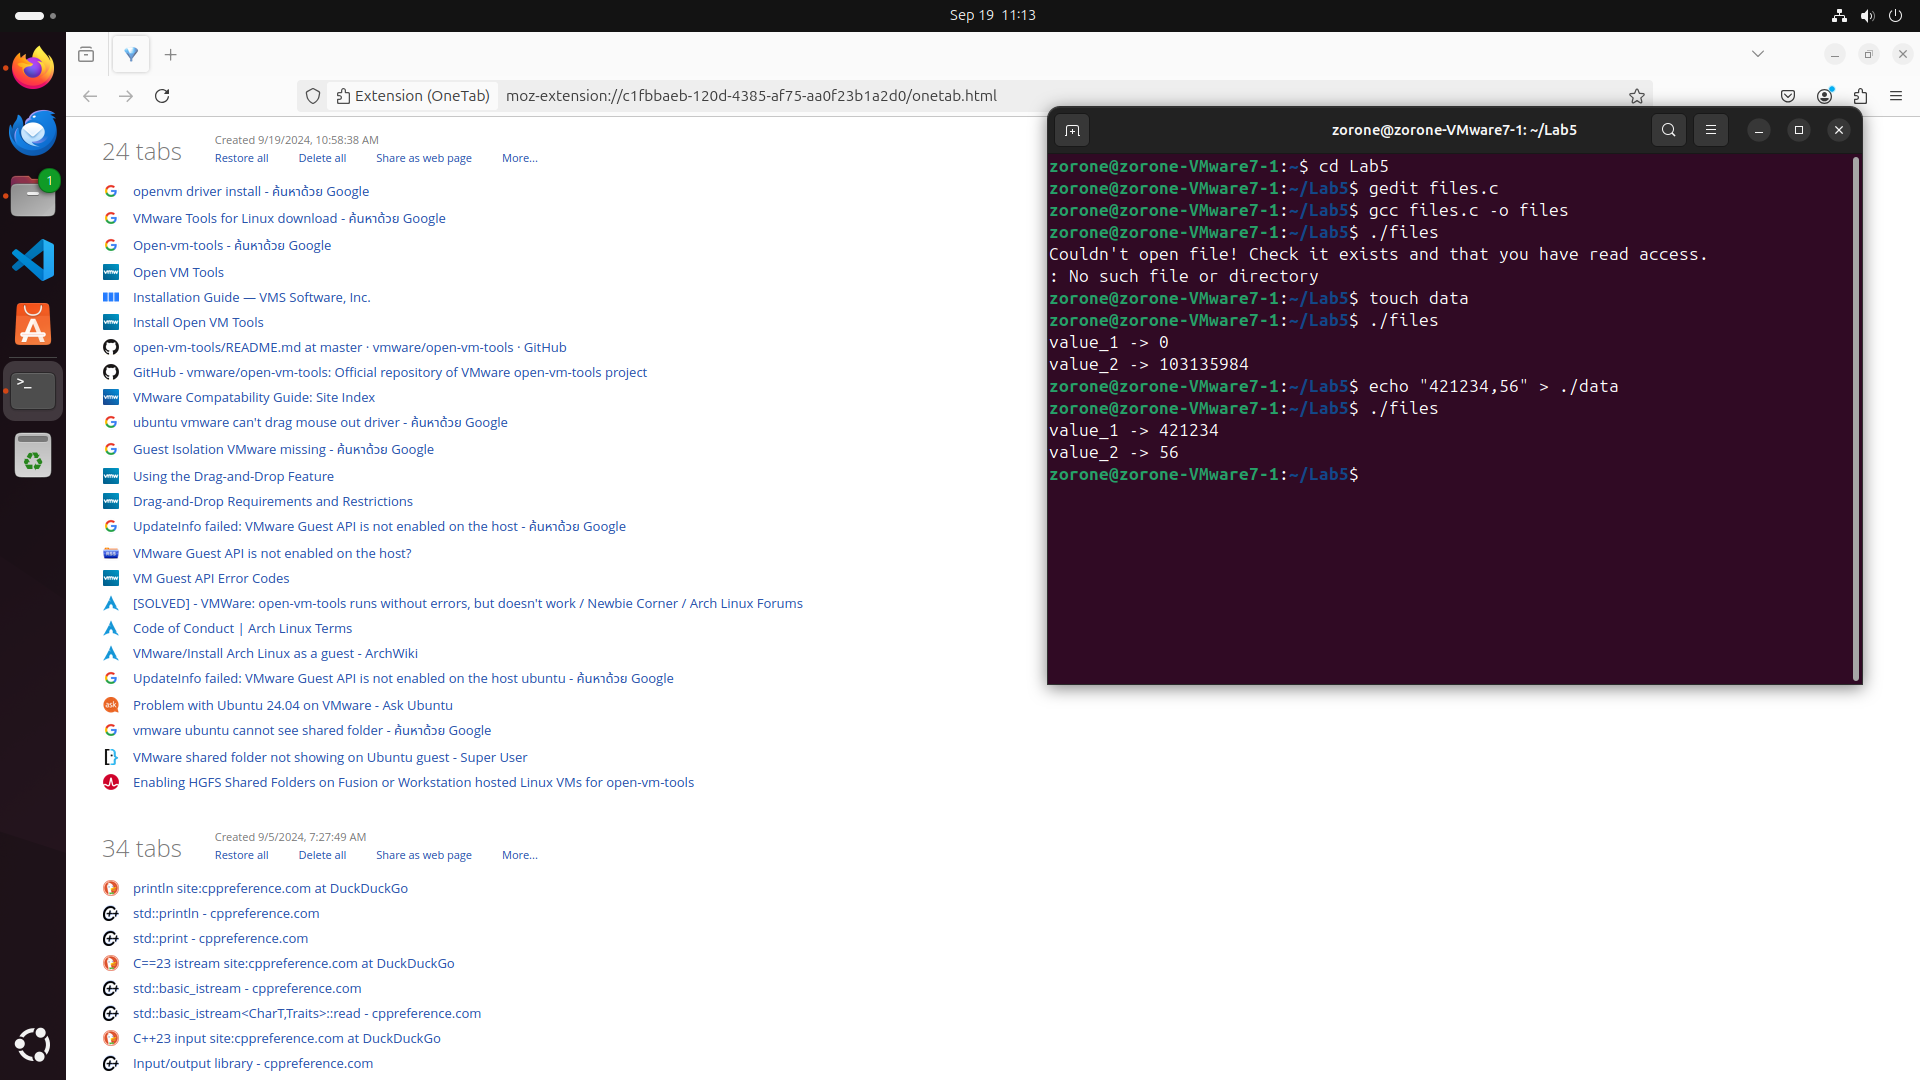 Sep 19 11:13
Extension (OneTab)
moz-extension://c1fbbaeb-120d-4385-af75-aa0f23b1a2d0/onetab.html
1
24 tabs
Created 9/19/2024, 10:58:38 AM
Restore all
Delete all
Share as web page
More...
openvm driver install - ค้นหาด้วย Google
VMware Tools for Linux download - ค้นหาด้วย Google
Open-vm-tools - ค้นหาด้วย Google
vmw Open VM Tools
Installation Guide — VMS Software, Inc.
vmw Install Open VM Tools
open-vm-tools/README.md at master · vmware/open-vm-tools · GitHub
GitHub - vmware/open-vm-tools: Official repository of VMware open-vm-tools project
vmw VMware Compatability Guide: Site Index
ubuntu vmware can't drag mouse out driver - ค้นหาด้วย Google
Guest Isolation VMware missing - ค้นหาด้วย Google
vmw Using the Drag-and-Drop Feature
vmw Drag-and-Drop Requirements and Restrictions
UpdateInfo failed: VMware Guest API is not enabled on the host - ค้นหาด้วย Google
VMware Guest API is not enabled on the host?
vmw VM Guest API Error Codes
[SOLVED] - VMWare: open-vm-tools runs without errors, but doesn't work / Newbie Corner / Arch Linux Forums
Code of Conduct | Arch Linux Terms
VMware/Install Arch Linux as a guest - ArchWiki
UpdateInfo failed: VMware Guest API is not enabled on the host ubuntu - ค้นหาด้วย Google
ask Problem with Ubuntu 24.04 on VMware - Ask Ubuntu
vmware ubuntu cannot see shared folder - ค้นหาด้วย Google
VMware shared folder not showing on Ubuntu guest - Super User
Enabling HGFS Shared Folders on Fusion or Workstation hosted Linux VMs for open-vm-tools
34 tabs
Created 9/5/2024, 7:27:49 AM
Restore all
Delete all
Share as web page
More...
println site:cppreference.com at DuckDuckGo
std::println - cppreference.com
std::print - cppreference.com
C==23 istream site:cppreference.com at DuckDuckGo
std::basic_istream - cppreference.com
std::basic_istream<CharT,Traits>::read - cppreference.com
C++23 input site:cppreference.com at DuckDuckGo
Input/output library - cppreference.com
zorone@zorone-VMware7-1: ~/Lab5
zorone@zorone-VMware7-1:~$ cd Lab5
zorone@zorone-VMware7-1:~/Lab5$ gedit files.c
zorone@zorone-VMware7-1:~/Lab5$ gcc files.c -o files
zorone@zorone-VMware7-1:~/Lab5$ ./files
Couldn't open file! Check it exists and that you have read access.
: No such file or directory
zorone@zorone-VMware7-1:~/Lab5$ touch data
zorone@zorone-VMware7-1:~/Lab5$ ./files
value_1 -> 0
value_2 -> 103135984
zorone@zorone-VMware7-1:~/Lab5$ echo "421234,56" > ./data
zorone@zorone-VMware7-1:~/Lab5$ ./files
value_1 -> 421234
value_2 -> 56
zorone@zorone-VMware7-1:~/Lab5$